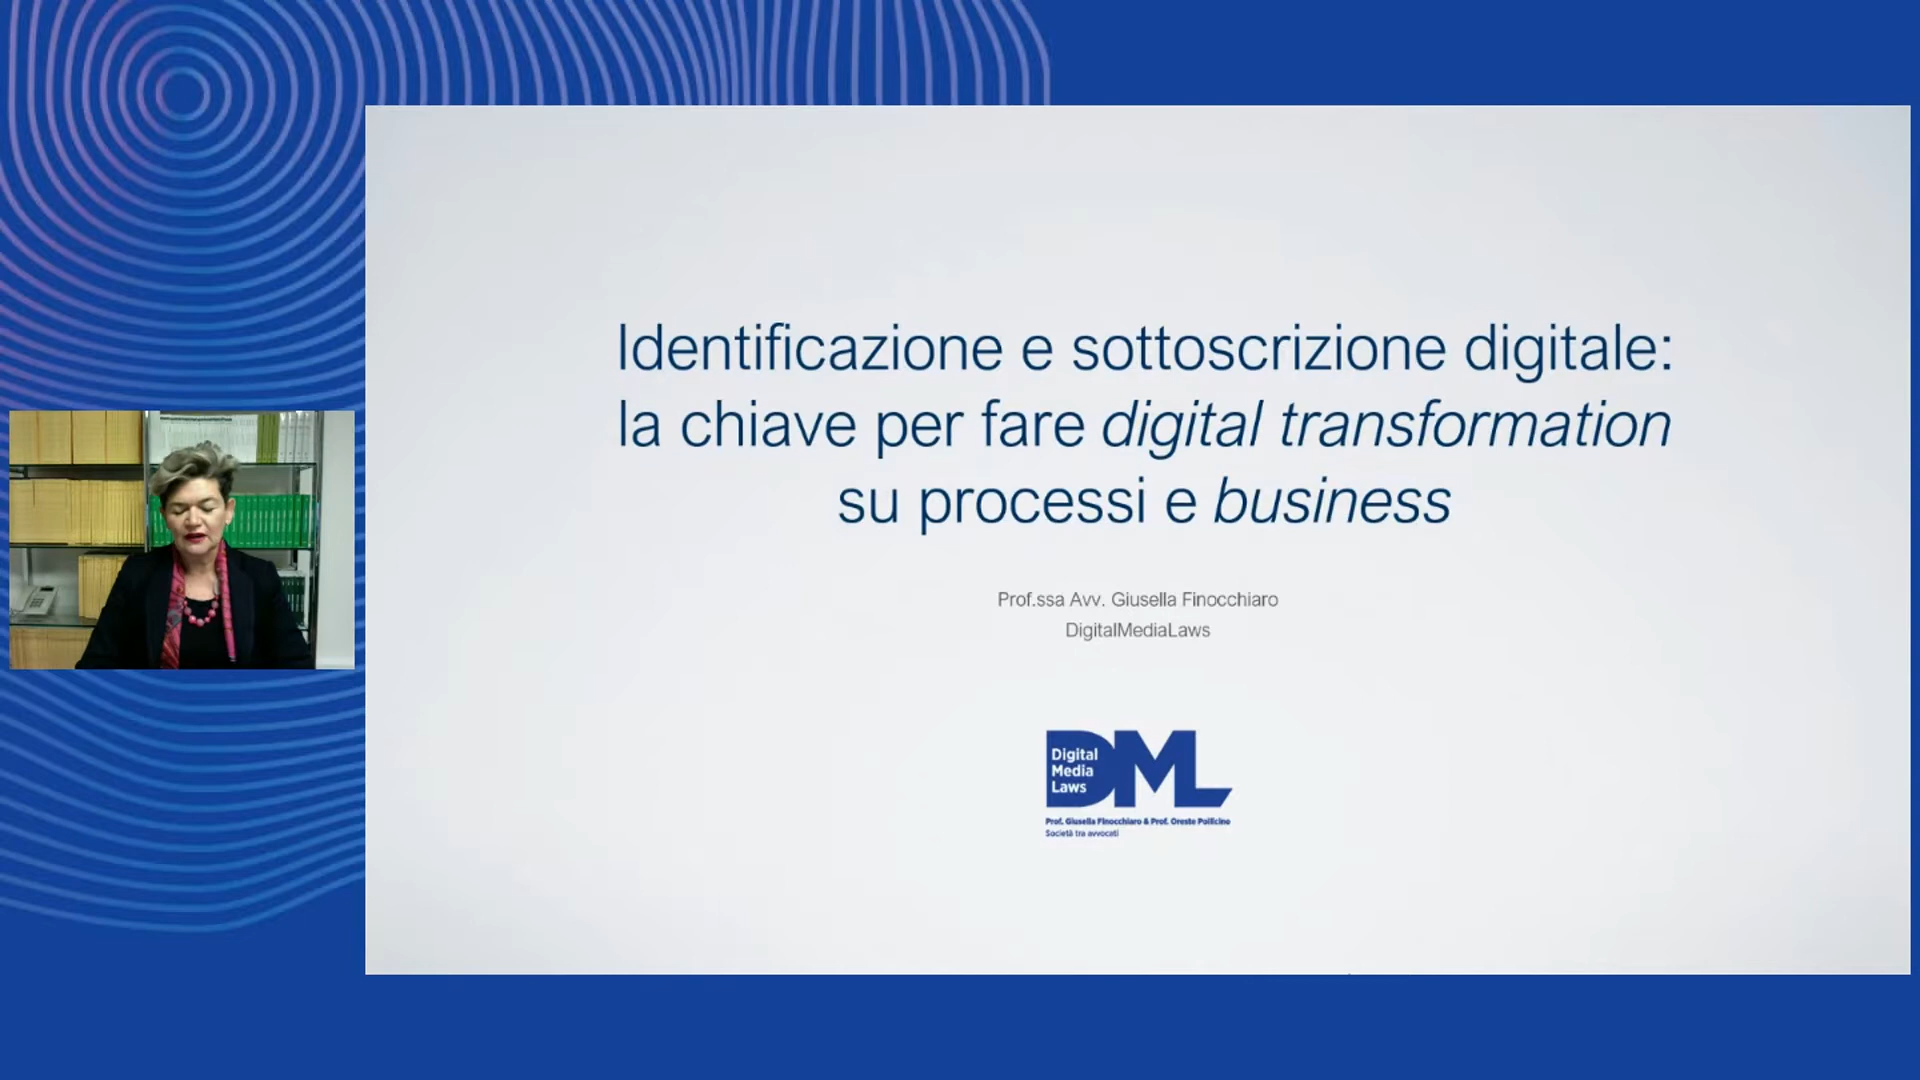 Identificazione e sottoscrizione digitale:
la chiave per fare digital transformation
su processi e business
Prof.ssa Avv. Giusella Finocchiaro
DigitalMediaLaws
Digital
Media
Laws
DML
Prof. Giusella Finocchiaro & Prof. Oreste Pollicino
Società tra avvocati